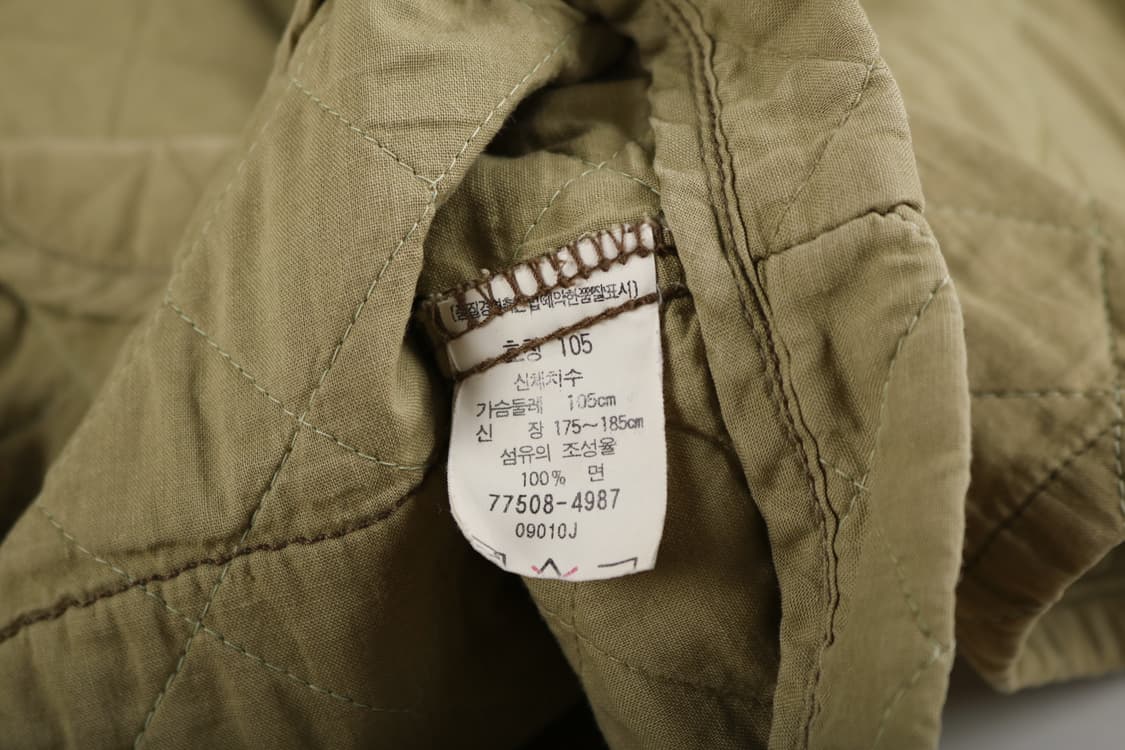 호칭 105
신체치수
가슴둘레 105cm
신 장 175~185cm
섬유의 조성율
100% 면
77508-4987
09010J